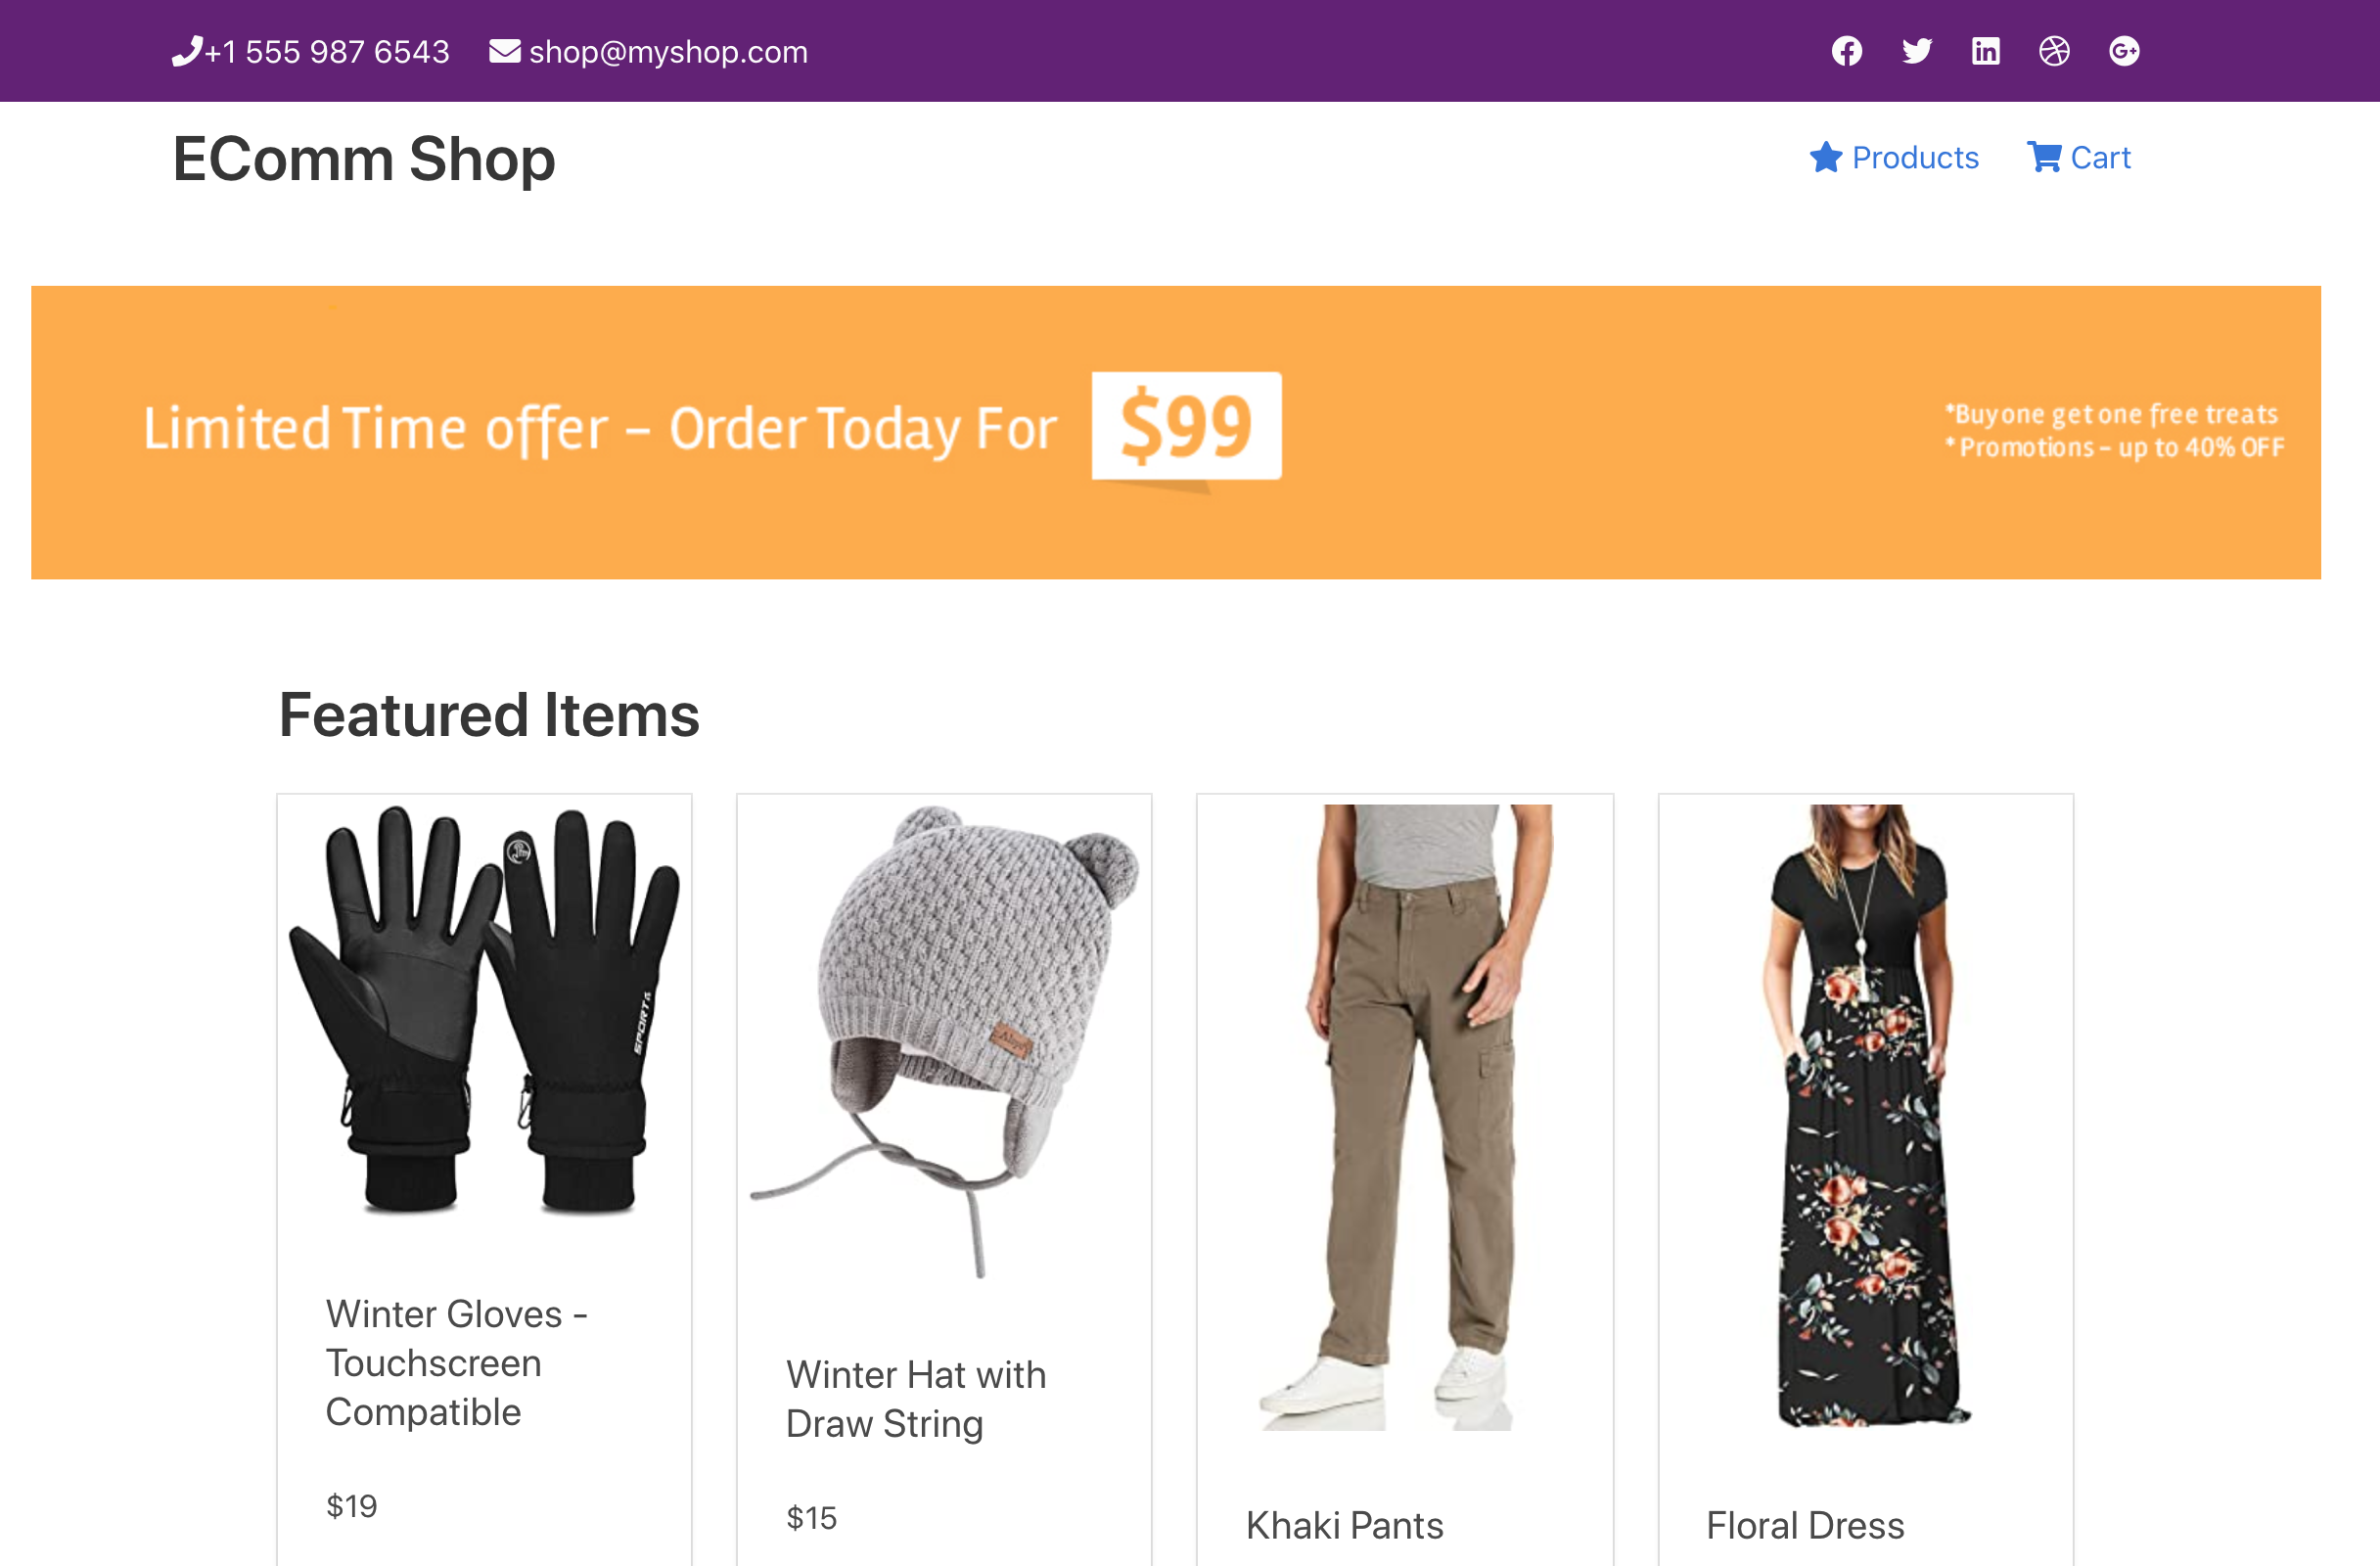 +1 555 987 6543 shop@myshop.com
EComm Shop
Products Cart
Limited Time offer – Order Today For $99
*Buy one get one free treats
* Promotions – up to 40% OFF
Featured Items
SPORT
Winter Gloves -
Touchscreen
Compatible
$19
Winter Hat with
Draw String
$15
Khaki Pants
Floral Dress